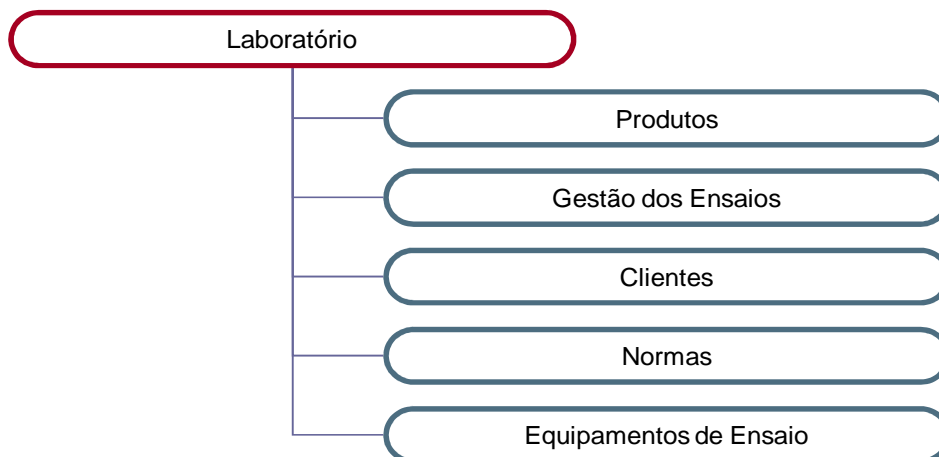 Laboratório
Produtos
Gestão dos Ensaios
Clientes
Normas
Equipamentos de Ensaio